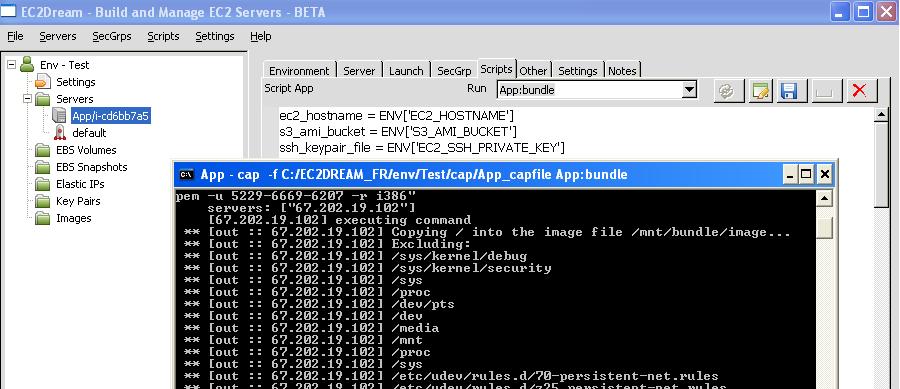 EC2Dream - Build and Manage EC2 Servers - BETA
File Servers SecGrps Scripts Settings Help
Env - Test
Settings
Servers
App/i-cd6bb7a5
default
EBS Volumes
EBS Snapshots
Elastic IPs
Key Pairs
Images
Environment Server Launch SecGrp Scripts Other Settings Notes
Script App Run App:bundle
ec2_hostname = ENV['EC2_HOSTNAME']
s3_ami_bucket = ENV['S3_AMI_BUCKET']
ssh_keypair_file = ENV['EC2_SSH_PRIVATE_KEY']
App - cap -f C:/EC2DREAM_FR/env/Test/cap/App_capfile App:bundle
pem -u 5229-6669-6207 -r i386"
servers: ["67.202.19.102"]
[67.202.19.102] executing command
** [out :: 67.202.19.102] Copying / into the image file /mnt/bundle/image...
** [out :: 67.202.19.102] Excluding:
** [out :: 67.202.19.102] /sys/kernel/debug
** [out :: 67.202.19.102] /sys/kernel/security
** [out :: 67.202.19.102] /sys
** [out :: 67.202.19.102] /proc
** [out :: 67.202.19.102] /dev/pts
** [out :: 67.202.19.102] /dev
** [out :: 67.202.19.102] /media
** [out :: 67.202.19.102] /mnt
** [out :: 67.202.19.102] /proc
** [out :: 67.202.19.102] /sys
** [out :: 67.202.19.102] /etc/udev/rules.d/70-persistent-net.rules
** [out :: 67.202.19.102] /etc/udev/rules.d/z25_persistent-net.rules